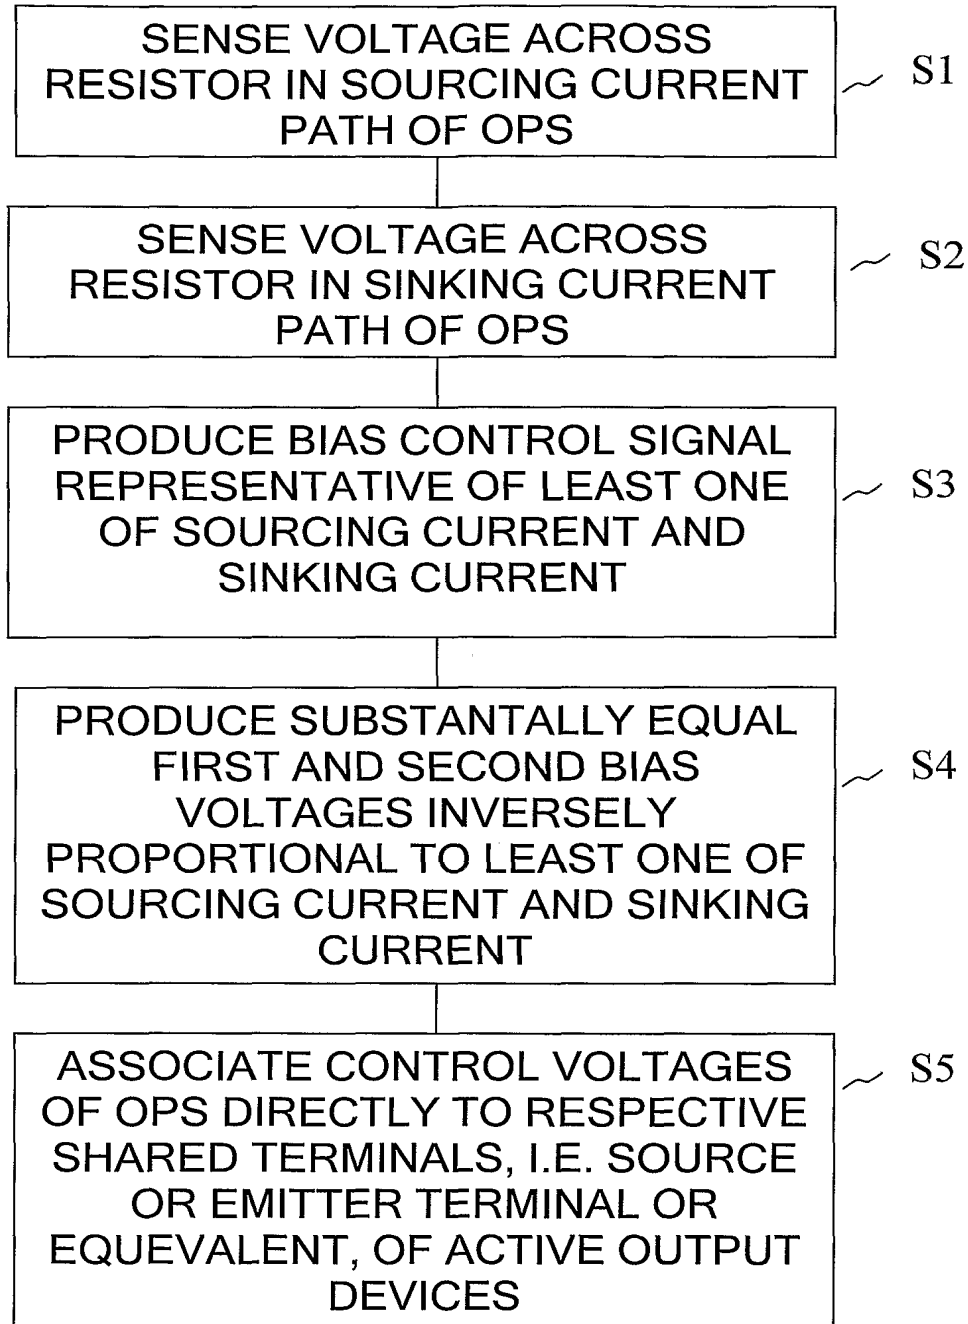 SENSE VOLTAGE ACROSS
RESISTOR IN SOURCING CURRENT
PATH OF OPS
S1
SENSE VOLTAGE ACROSS
RESISTOR IN SINKING CURRENT
PATH OF OPS
S2
PRODUCE BIAS CONTROL SIGNAL
REPRESENTATIVE OF LEAST ONE
OF SOURCING CURRENT AND
SINKING CURRENT
S3
PRODUCE SUBSTANTALLY EQUAL
FIRST AND SECOND BIAS
VOLTAGES INVERSELY
PROPORTIONAL TO LEAST ONE OF
SOURCING CURRENT AND SINKING
CURRENT
S4
ASSOCIATE CONTROL VOLTAGES
OF OPS DIRECTLY TO RESPECTIVE
SHARED TERMINALS, I.E. SOURCE
OR EMITTER TERMINAL OR
EQUEVALENT, OF ACTIVE OUTPUT
DEVICES
S5